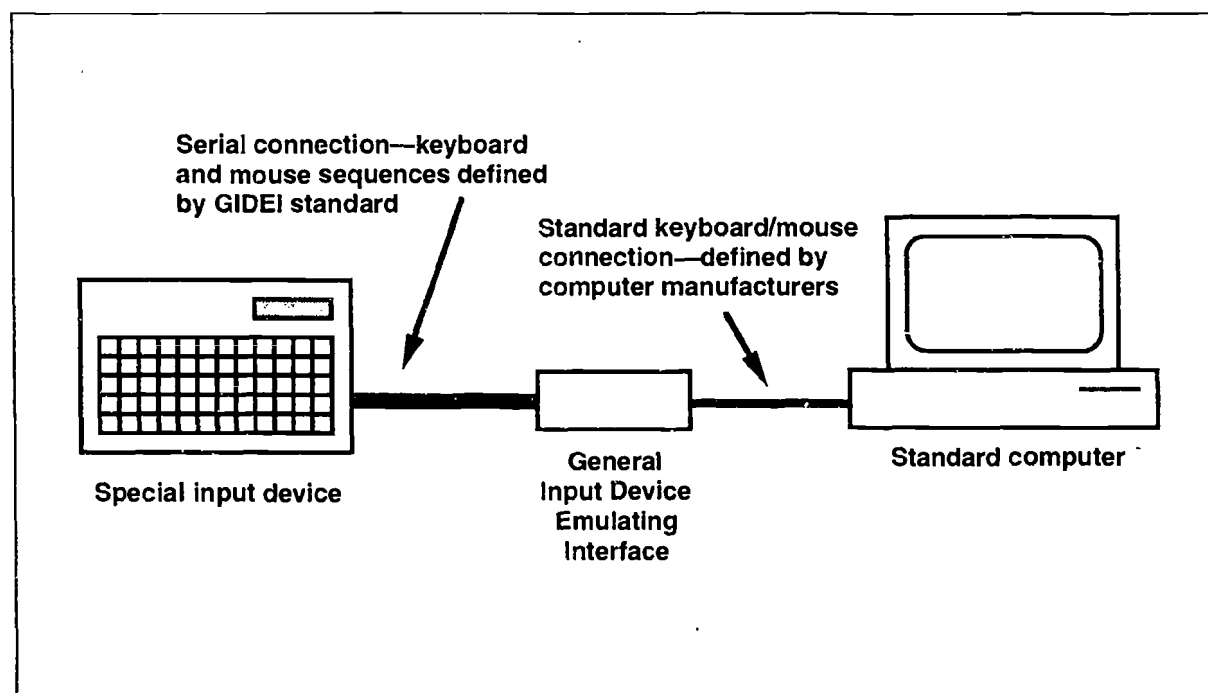 Serial connection—keyboard
and mouse sequences defined
by GIDEI standard
Standard keyboard/mouse
connection—defined by
computer manufacturers
Special input device
General
Input Device
Emulating
Interface
Standard computer